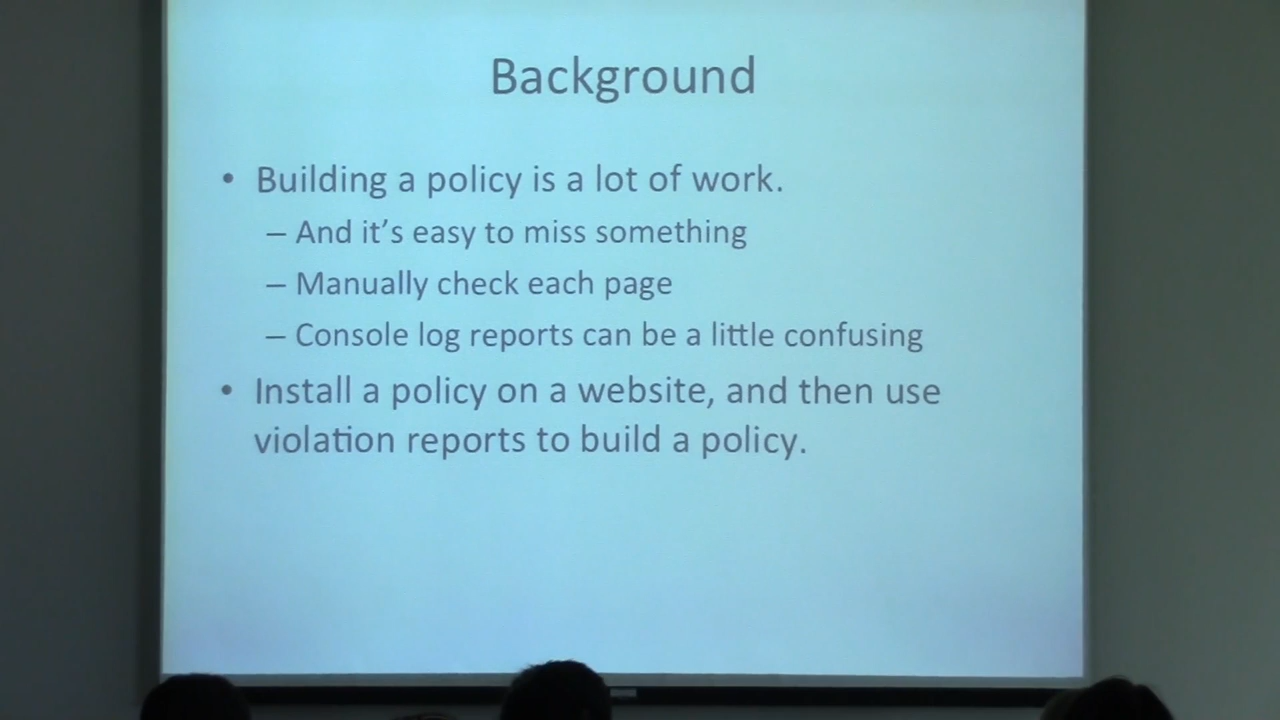 Background
• Building a policy is a lot of work.
– And it’s easy to miss something
– Manually check each page
– Console log reports can be a little confusing
• Install a policy on a website, and then use
violation reports to build a policy.